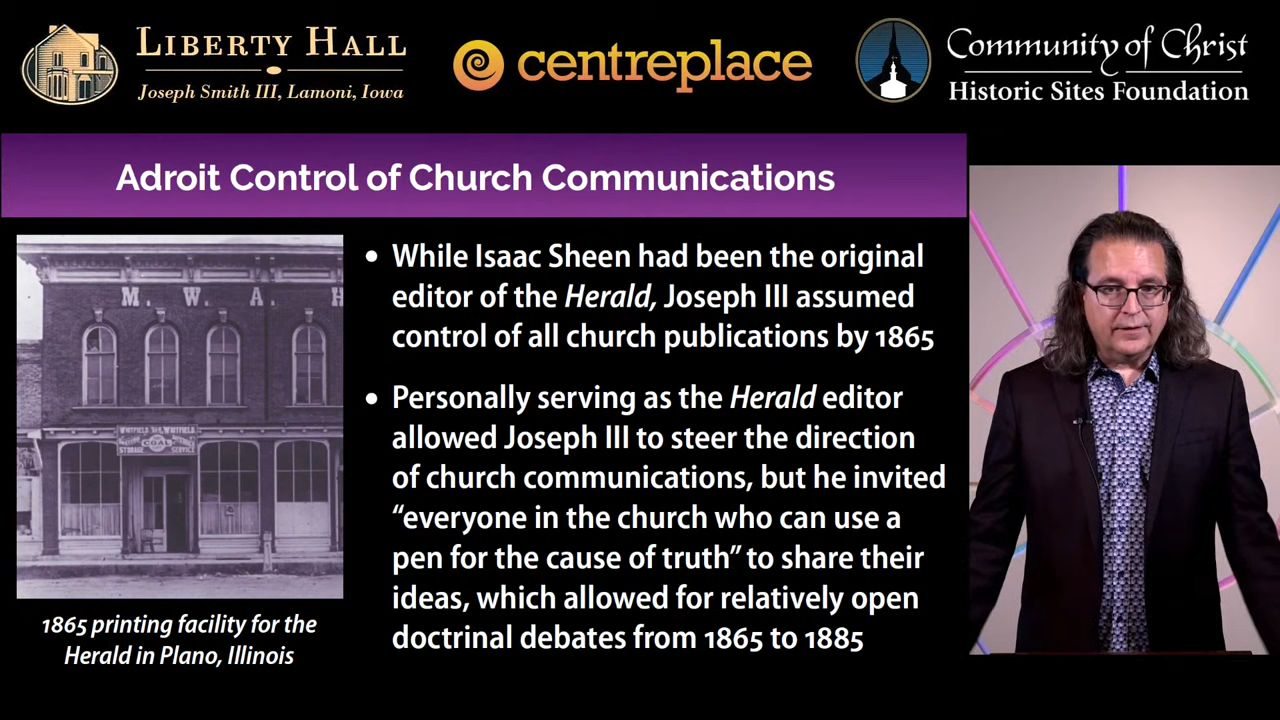 LIBERTY HALL
Joseph Smith III, Lamoni, Iowa
centreplace
Community of Christ
Historic Sites Foundation
Adroit Control of Church Communications
M. W. A. H
WHITFIELD AND WHITFIELD
COAL
STORAGE SERVICE
1865 printing facility for the
Herald in Plano, Illinois
• While Isaac Sheen had been the original
editor of the Herald, Joseph III assumed
control of all church publications by 1865
• Personally serving as the Herald editor
allowed Joseph III to steer the direction
of church communications, but he invited
“everyone in the church who can use a
pen for the cause of truth” to share their
ideas, which allowed for relatively open
doctrinal debates from 1865 to 1885